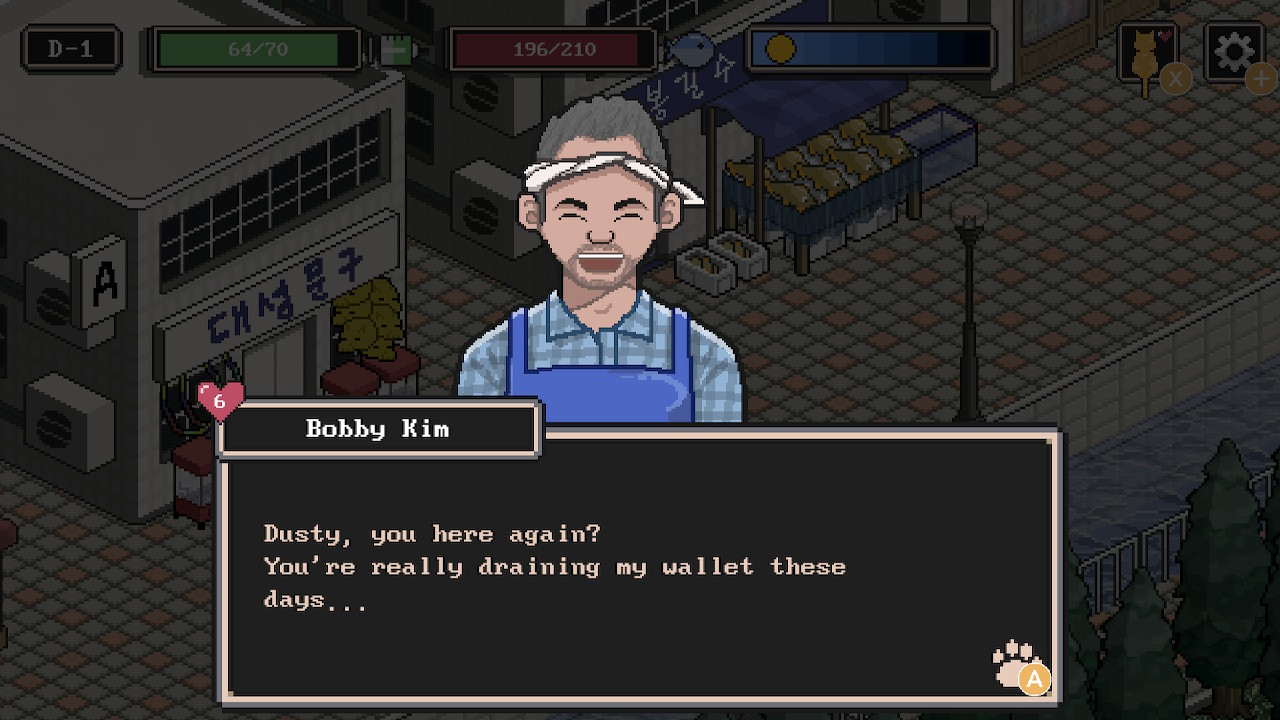 D-1
64/70
196/210
X
+
봉길수
A
대성문구
6
Bobby Kim
Dusty, you here again?
You're really draining my wallet these
days...
A